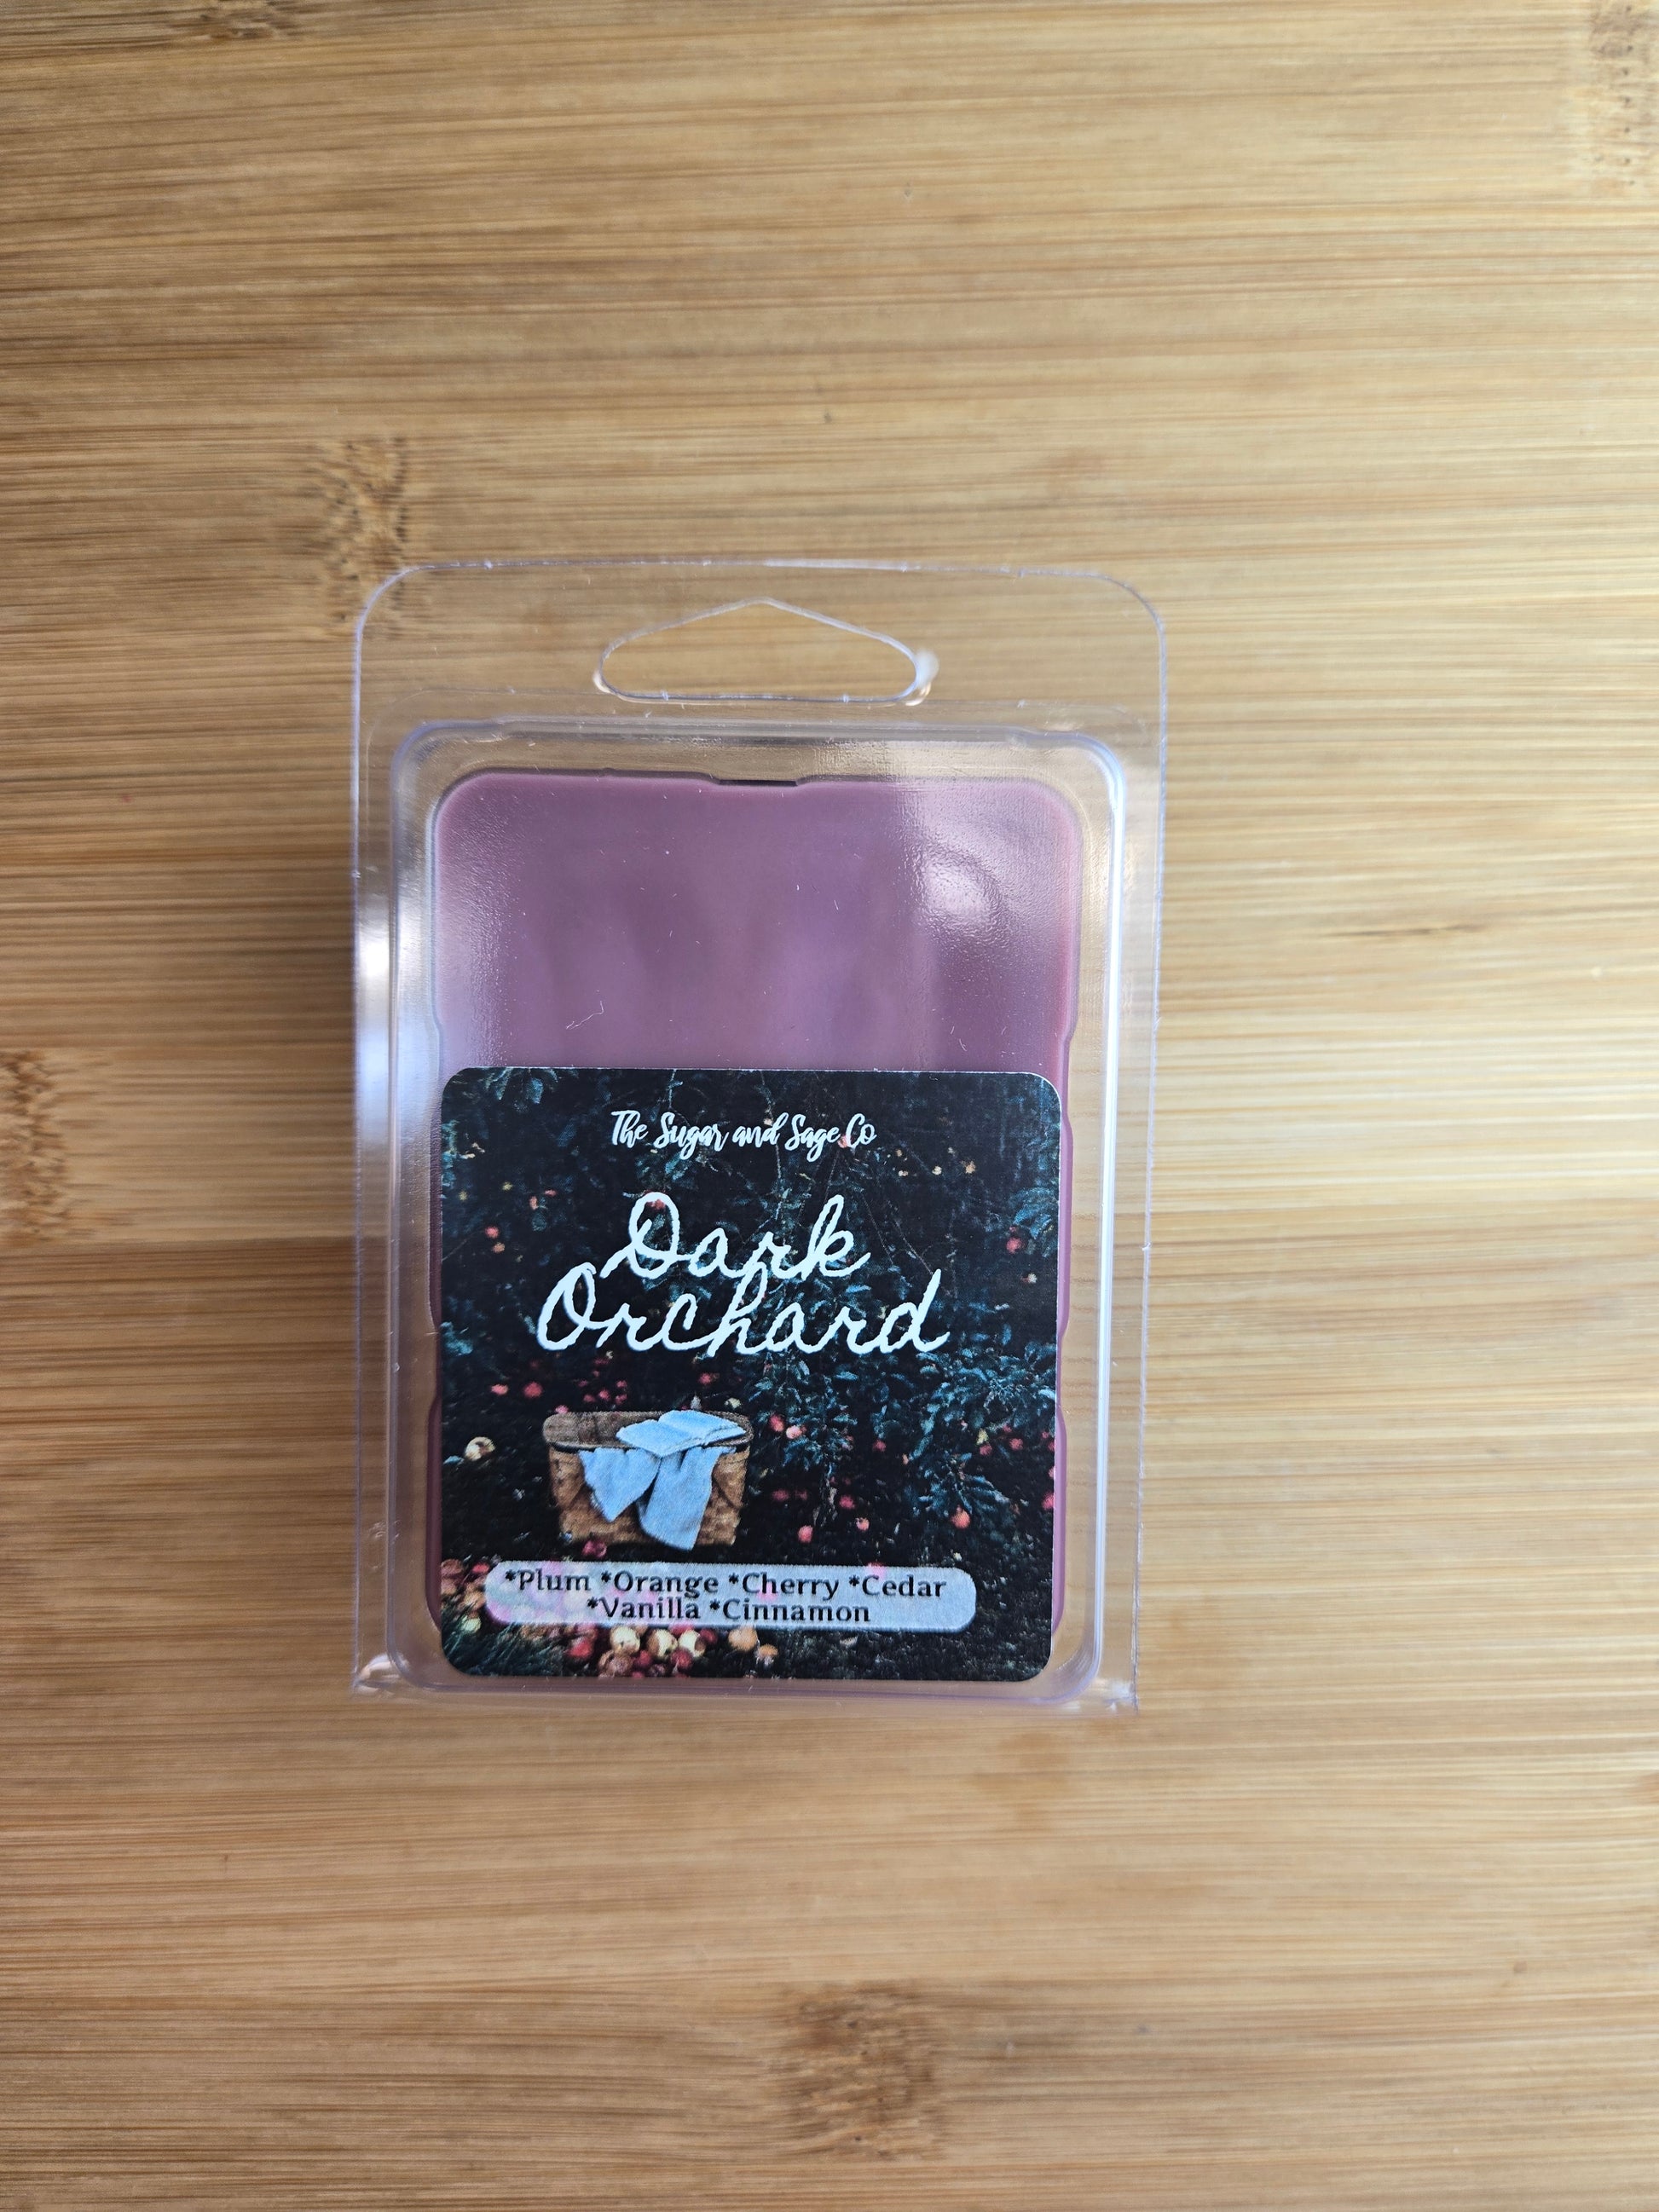 The Sugar and Sage Co
Dark
Orchard
*Plum *Orange *Cherry *Cedar
*Vanilla *Cinnamon